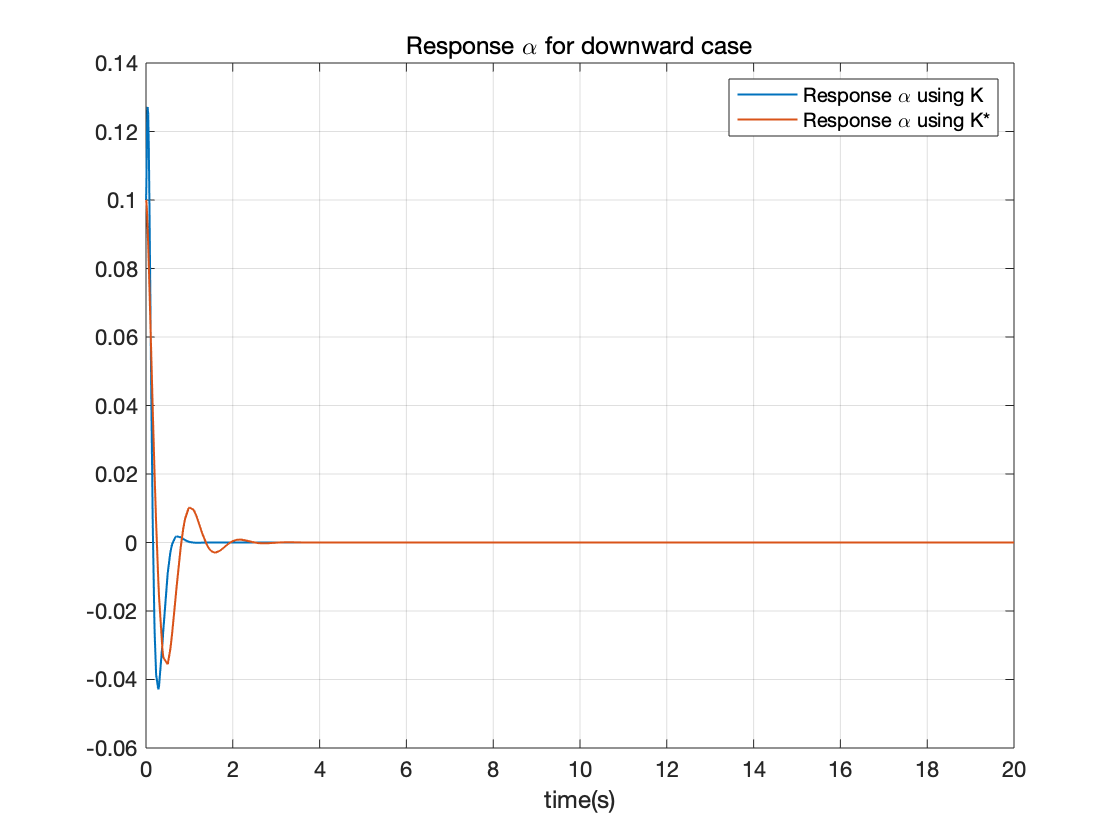 Response α for downward case
0.14
0.12
0.1
0.08
0.06
0.04
0.02
0
-0.02
-0.04
-0.06
Response α using K
Response α using K*
0 2 4 6 8 10 12 14 16 18 20
time(s)